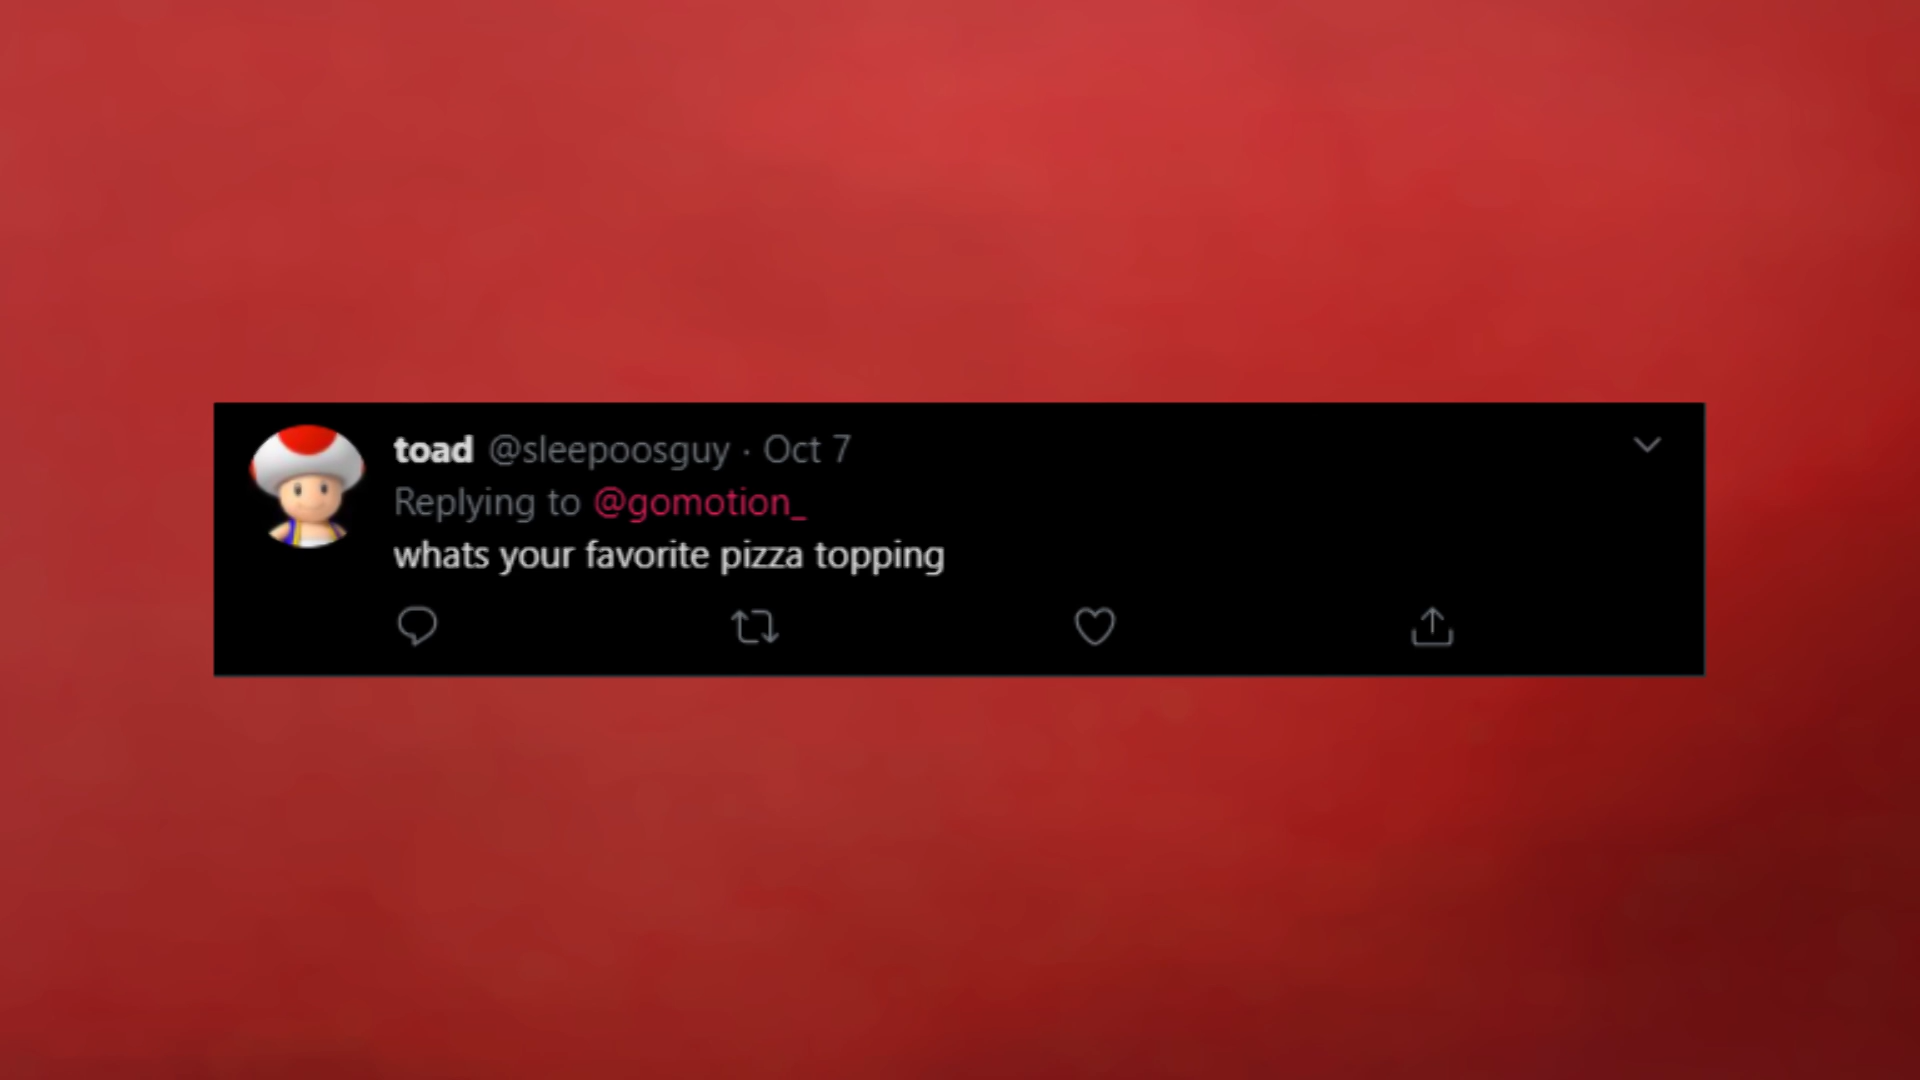 toad @sleepoosguy · Oct 7
Replying to @gomotion_
whats your favorite pizza topping